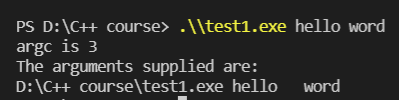 PS D:\C++ course> .\\test1.exe hello word
argc is 3
The arguments supplied are:
D:\C++ course\test1.exe hello   word